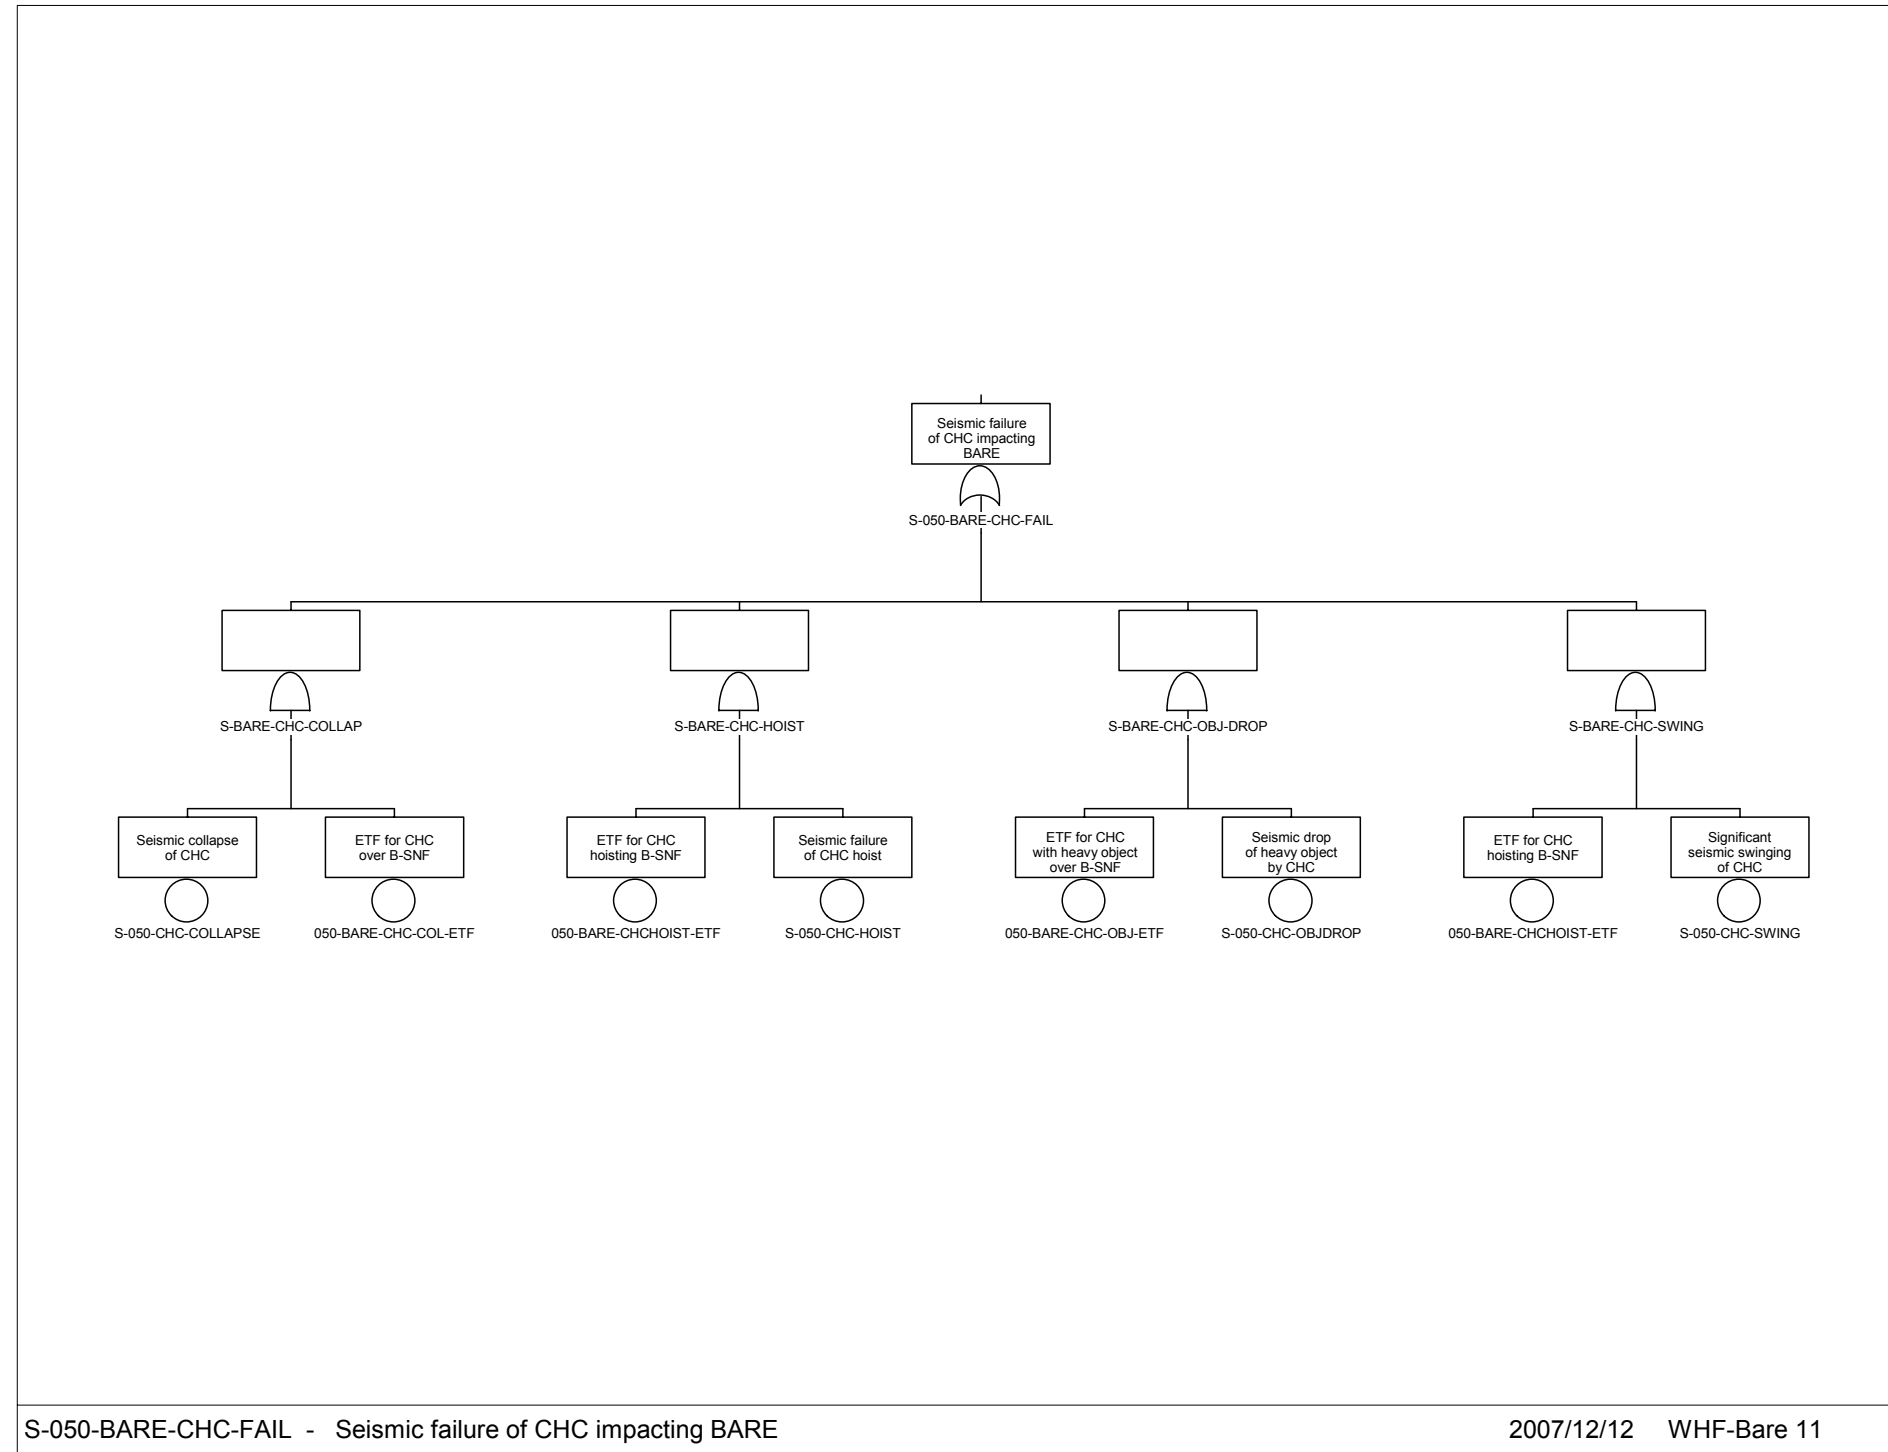 Seismic failure
of CHC impacting
BARE
S-050-BARE-CHC-FAIL
S-BARE-CHC-COLLAP
S-BARE-CHC-HOIST
S-BARE-CHC-OBJ-DROP
S-BARE-CHC-SWING
Seismic collapse
of CHC
S-050-CHC-COLLAPSE
ETF for CHC
over B-SNF
050-BARE-CHC-COL-ETF
ETF for CHC
hoisting B-SNF
050-BARE-CHCHOIST-ETF
Seismic failure
of CHC hoist
S-050-CHC-HOIST
ETF for CHC
with heavy object
over B-SNF
050-BARE-CHC-OBJ-ETF
Seismic drop
of heavy object
by CHC
S-050-CHC-OBJDROP
ETF for CHC
hoisting B-SNF
050-BARE-CHCHOIST-ETF
Significant
seismic swinging
of CHC
S-050-CHC-SWING
S-050-BARE-CHC-FAIL - Seismic failure of CHC impacting BARE 2007/12/12 WHF-Bare 11